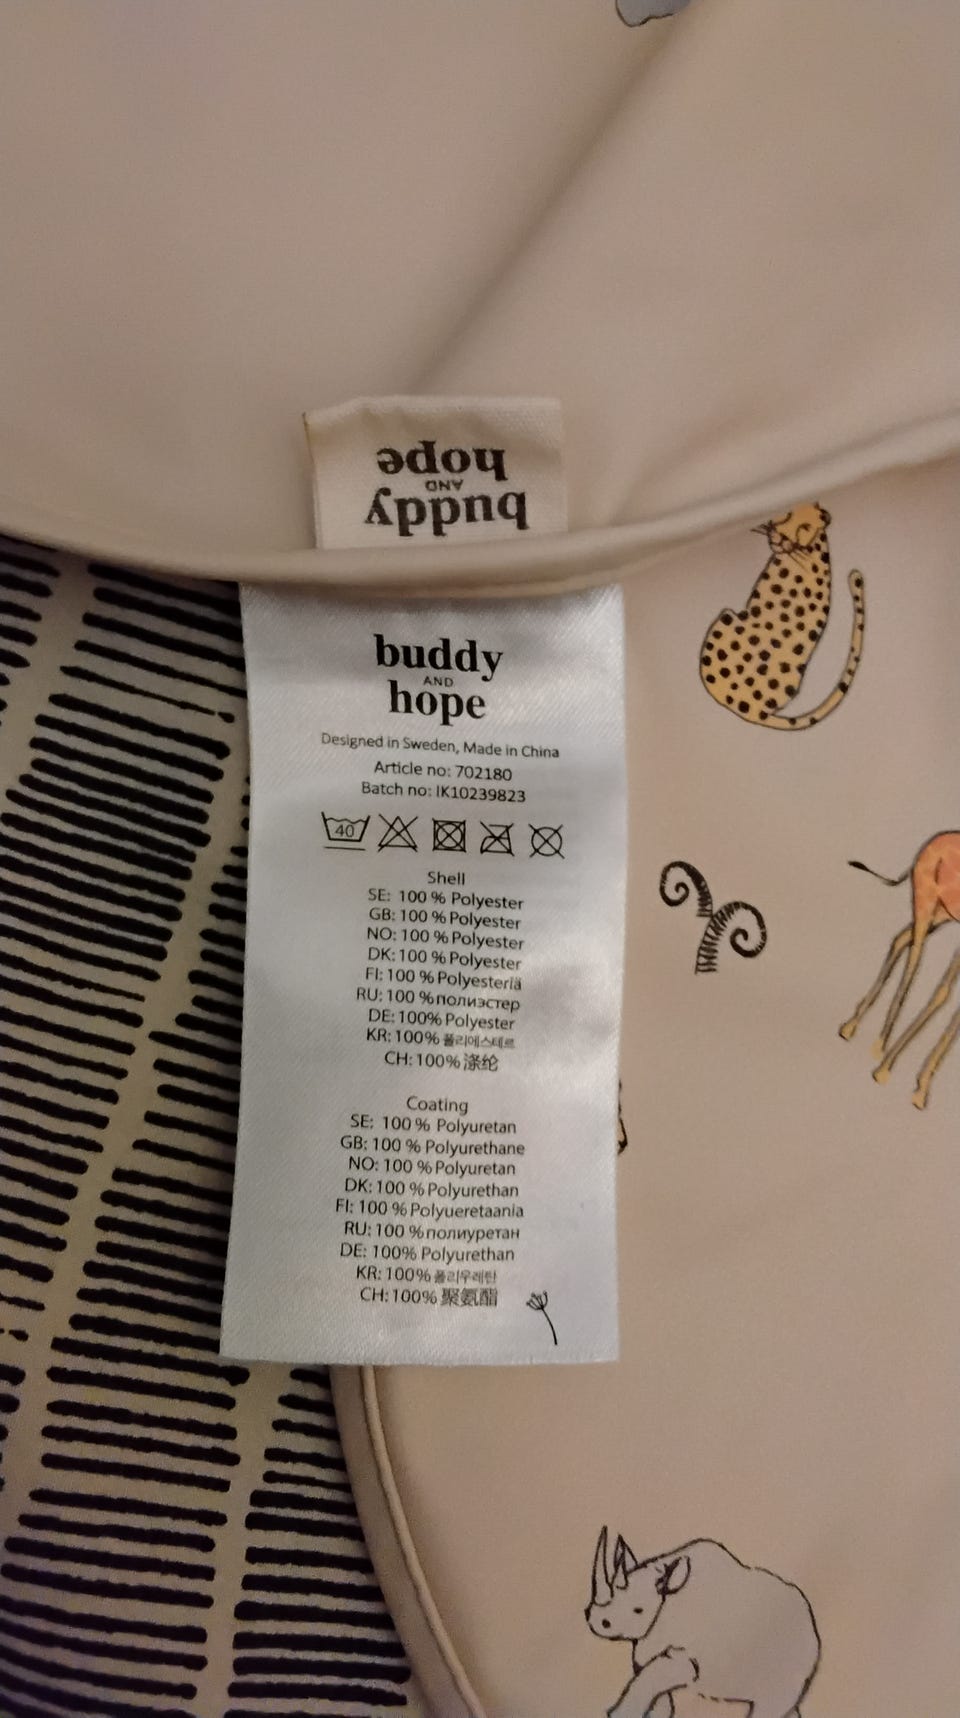 buddy
AND
hope
buddy
AND
hope
Designed in Sweden, Made in China
Article no: 702180
Batch no: IK10239823
40
Shell
SE: 100 % Polyester
GB: 100 % Polyester
NO: 100 % Polyester
DK: 100 % Polyester
FI: 100 % Polyesteriä
RU: 100 % полиэстер
DE: 100% Polyester
KR: 100% 폴리에스테르
CH: 100% 涤纶
Coating
SE: 100 % Polyuretan
GB: 100 % Polyurethane
NO: 100 % Polyuretan
DK: 100 % Polyurethan
FI: 100 % Polyueretaania
RU: 100 % полиуретан
DE: 100% Polyurethan
KR: 100% 폴리우레탄
CH: 100% 聚氨酯